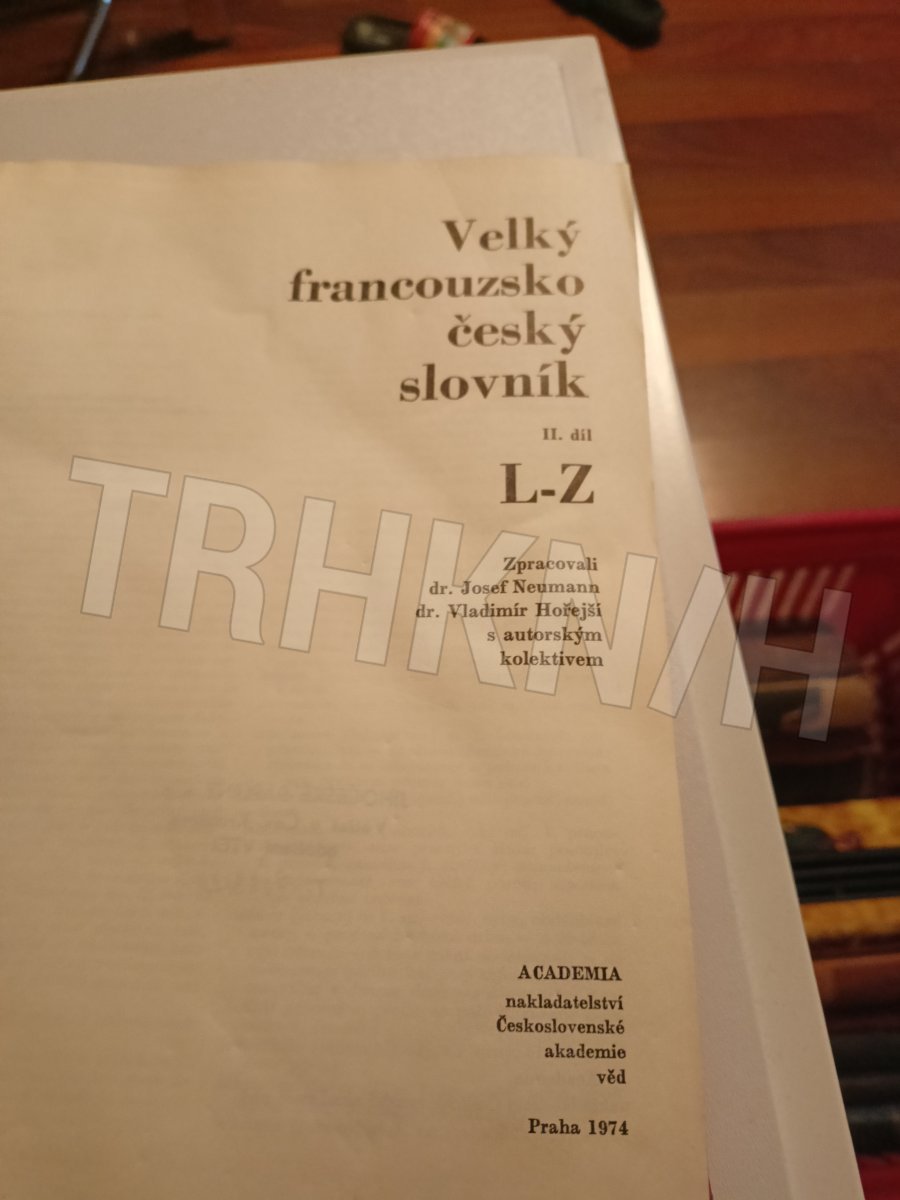 Velký
francouzsko
český
slovník
II. díl
L-Z
TRHKNIH
Zpracovali
dr. Josef Neumann
dr. Vladimír Hořejší
s autorským
kolektivem
ACADEMIA
nakladatelství
Československé
akademie
věd
Praha 1974